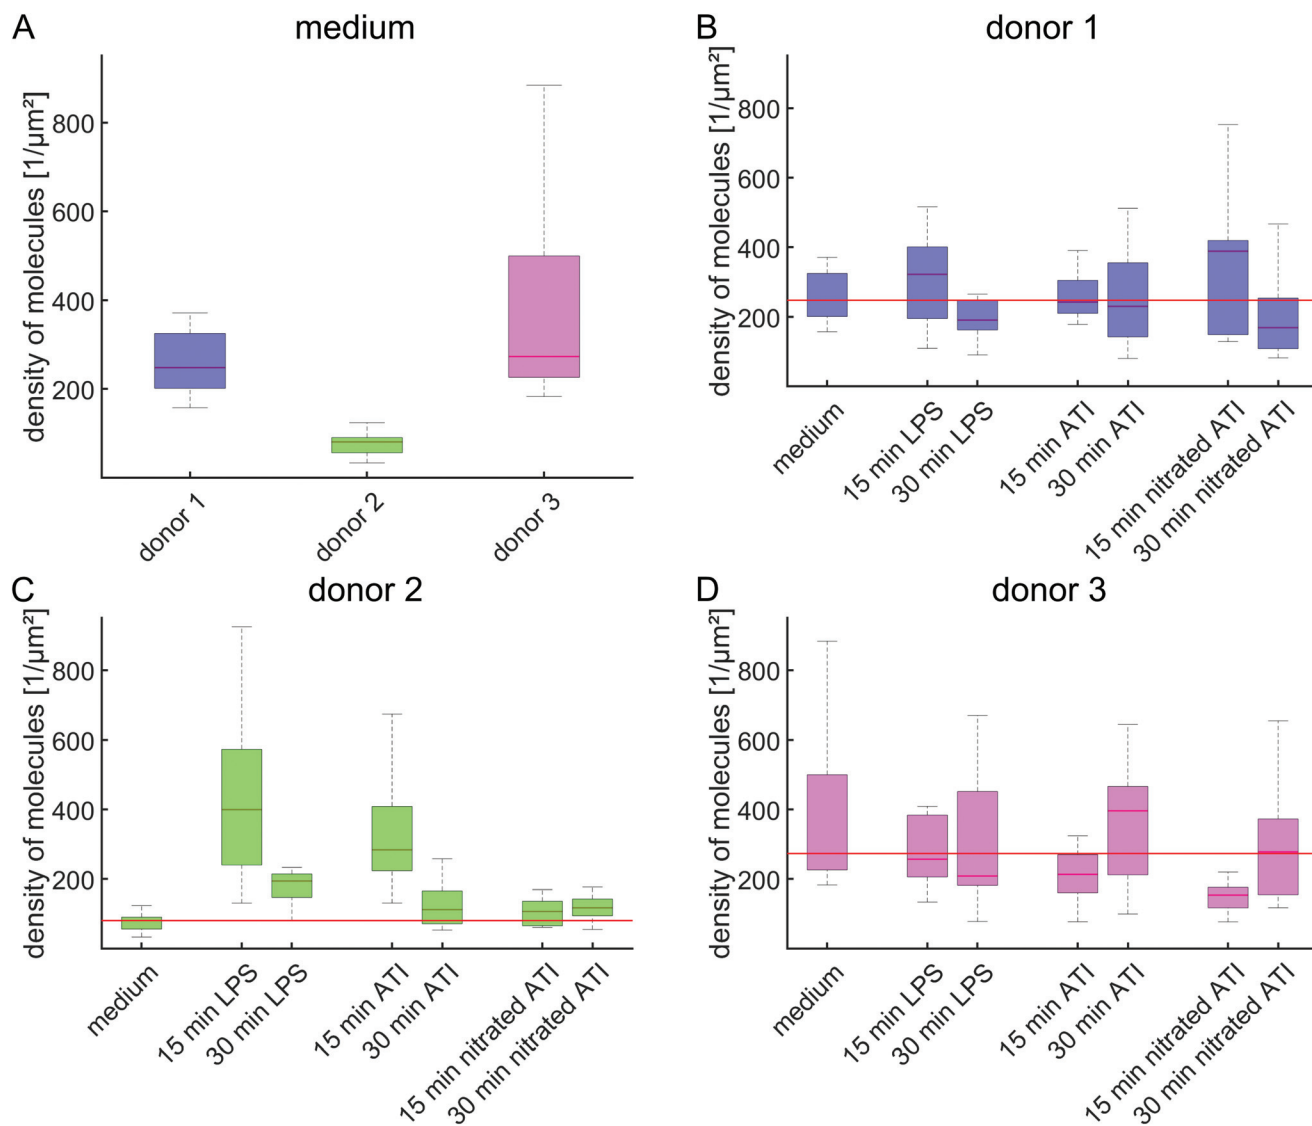 A
medium
density of molecules [1/µm²]
800
600
400
200
donor 1
donor 2
donor 3
B
donor 1
density of molecules [1/µm²]
800
600
400
200
medium
15 min LPS
30 min LPS
15 min ATI
30 min ATI
15 min nitrated ATI
30 min nitrated ATI
C
donor 2
density of molecules [1/µm²]
800
600
400
200
medium
15 min LPS
30 min LPS
15 min ATI
30 min ATI
15 min nitrated ATI
30 min nitrated ATI
D
donor 3
density of molecules [1/µm²]
800
600
400
200
medium
15 min LPS
30 min LPS
15 min ATI
30 min ATI
15 min nitrated ATI
30 min nitrated ATI